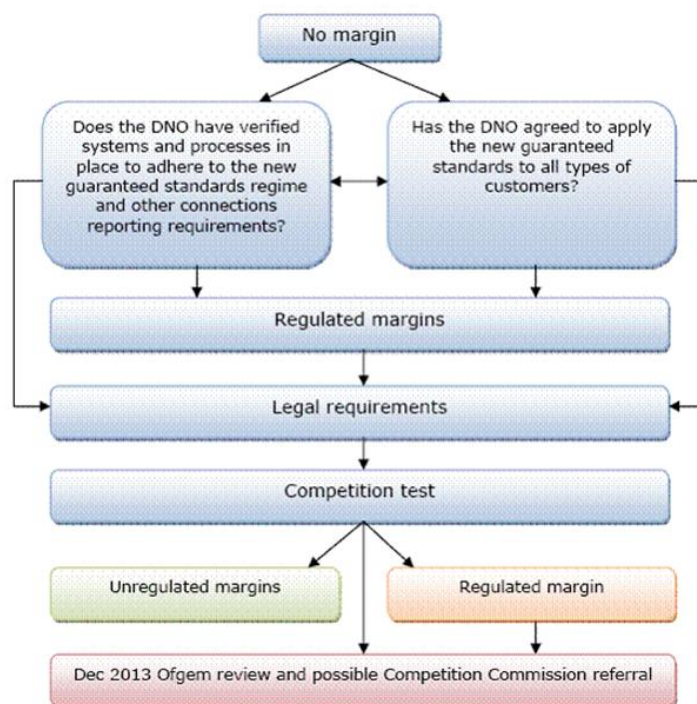 No margin
Does the DNO have verified
systems and processes in
place to adhere to the new
guaranteed standards regime
and other connections
reporting requirements?
Has the DNO agreed to apply
the new guaranteed
standards to all types of
customers?
Regulated margins
Legal requirements
Competition test
Unregulated margins
Regulated margin
Dec 2013 Ofgem review and possible Competition Commission referral